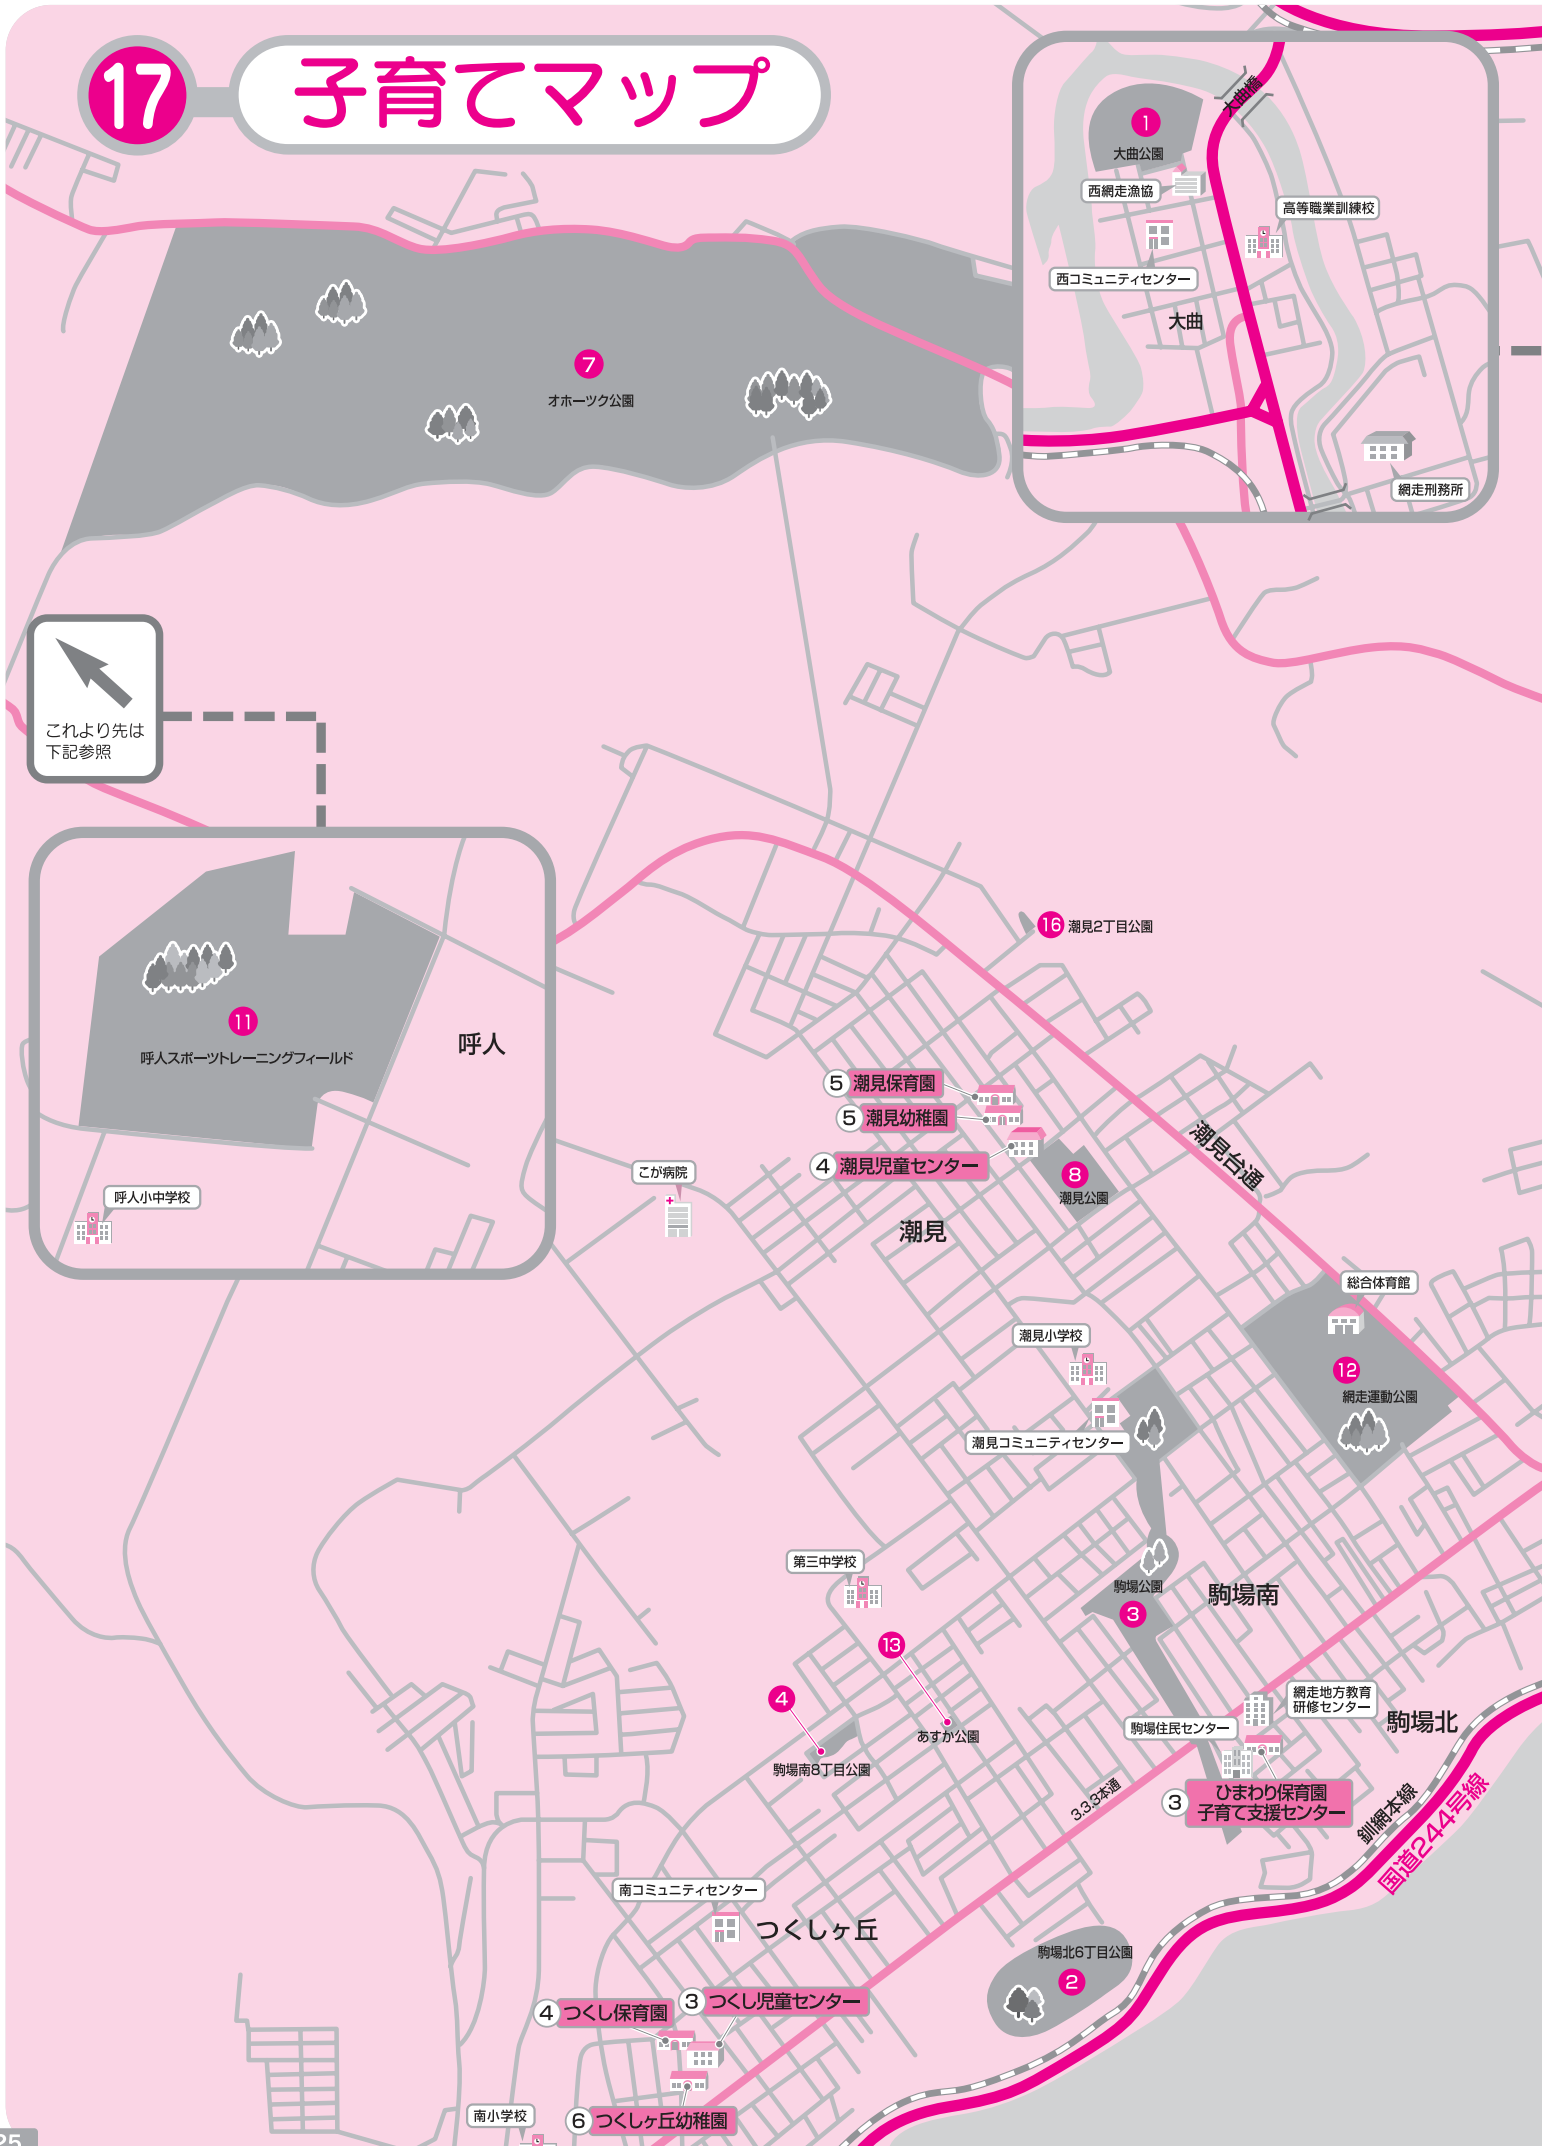 17 子育てマップ
大曲橋
1
大曲公園
西網走漁協
高等職業訓練校
西コミュニティセンター
大曲
網走刑務所
7
オホーツク公園
これより先は
下記参照
16 潮見2丁目公園
11
呼人スポーツトレーニングフィールド
呼人
呼人小中学校
5 潮見保育園
5 潮見幼稚園
4 潮見児童センター
8
潮見公園
潮見台通
こが病院
潮見
総合体育館
潮見小学校
12
網走運動公園
潮見コミュニティセンター
第三中学校
駒場公園
3
駒場南
13
あすか公園
4
駒場南8丁目公園
網走地方教育
研修センター
駒場住民センター
駒場北
3 ひまわり保育園
子育て支援センター
3.3.3本通
釧網本線
国道244号線
南コミュニティセンター
つくしヶ丘
駒場北6丁目公園
2
4 つくし保育園
3 つくし児童センター
6 つくしヶ丘幼稚園
南小学校
25